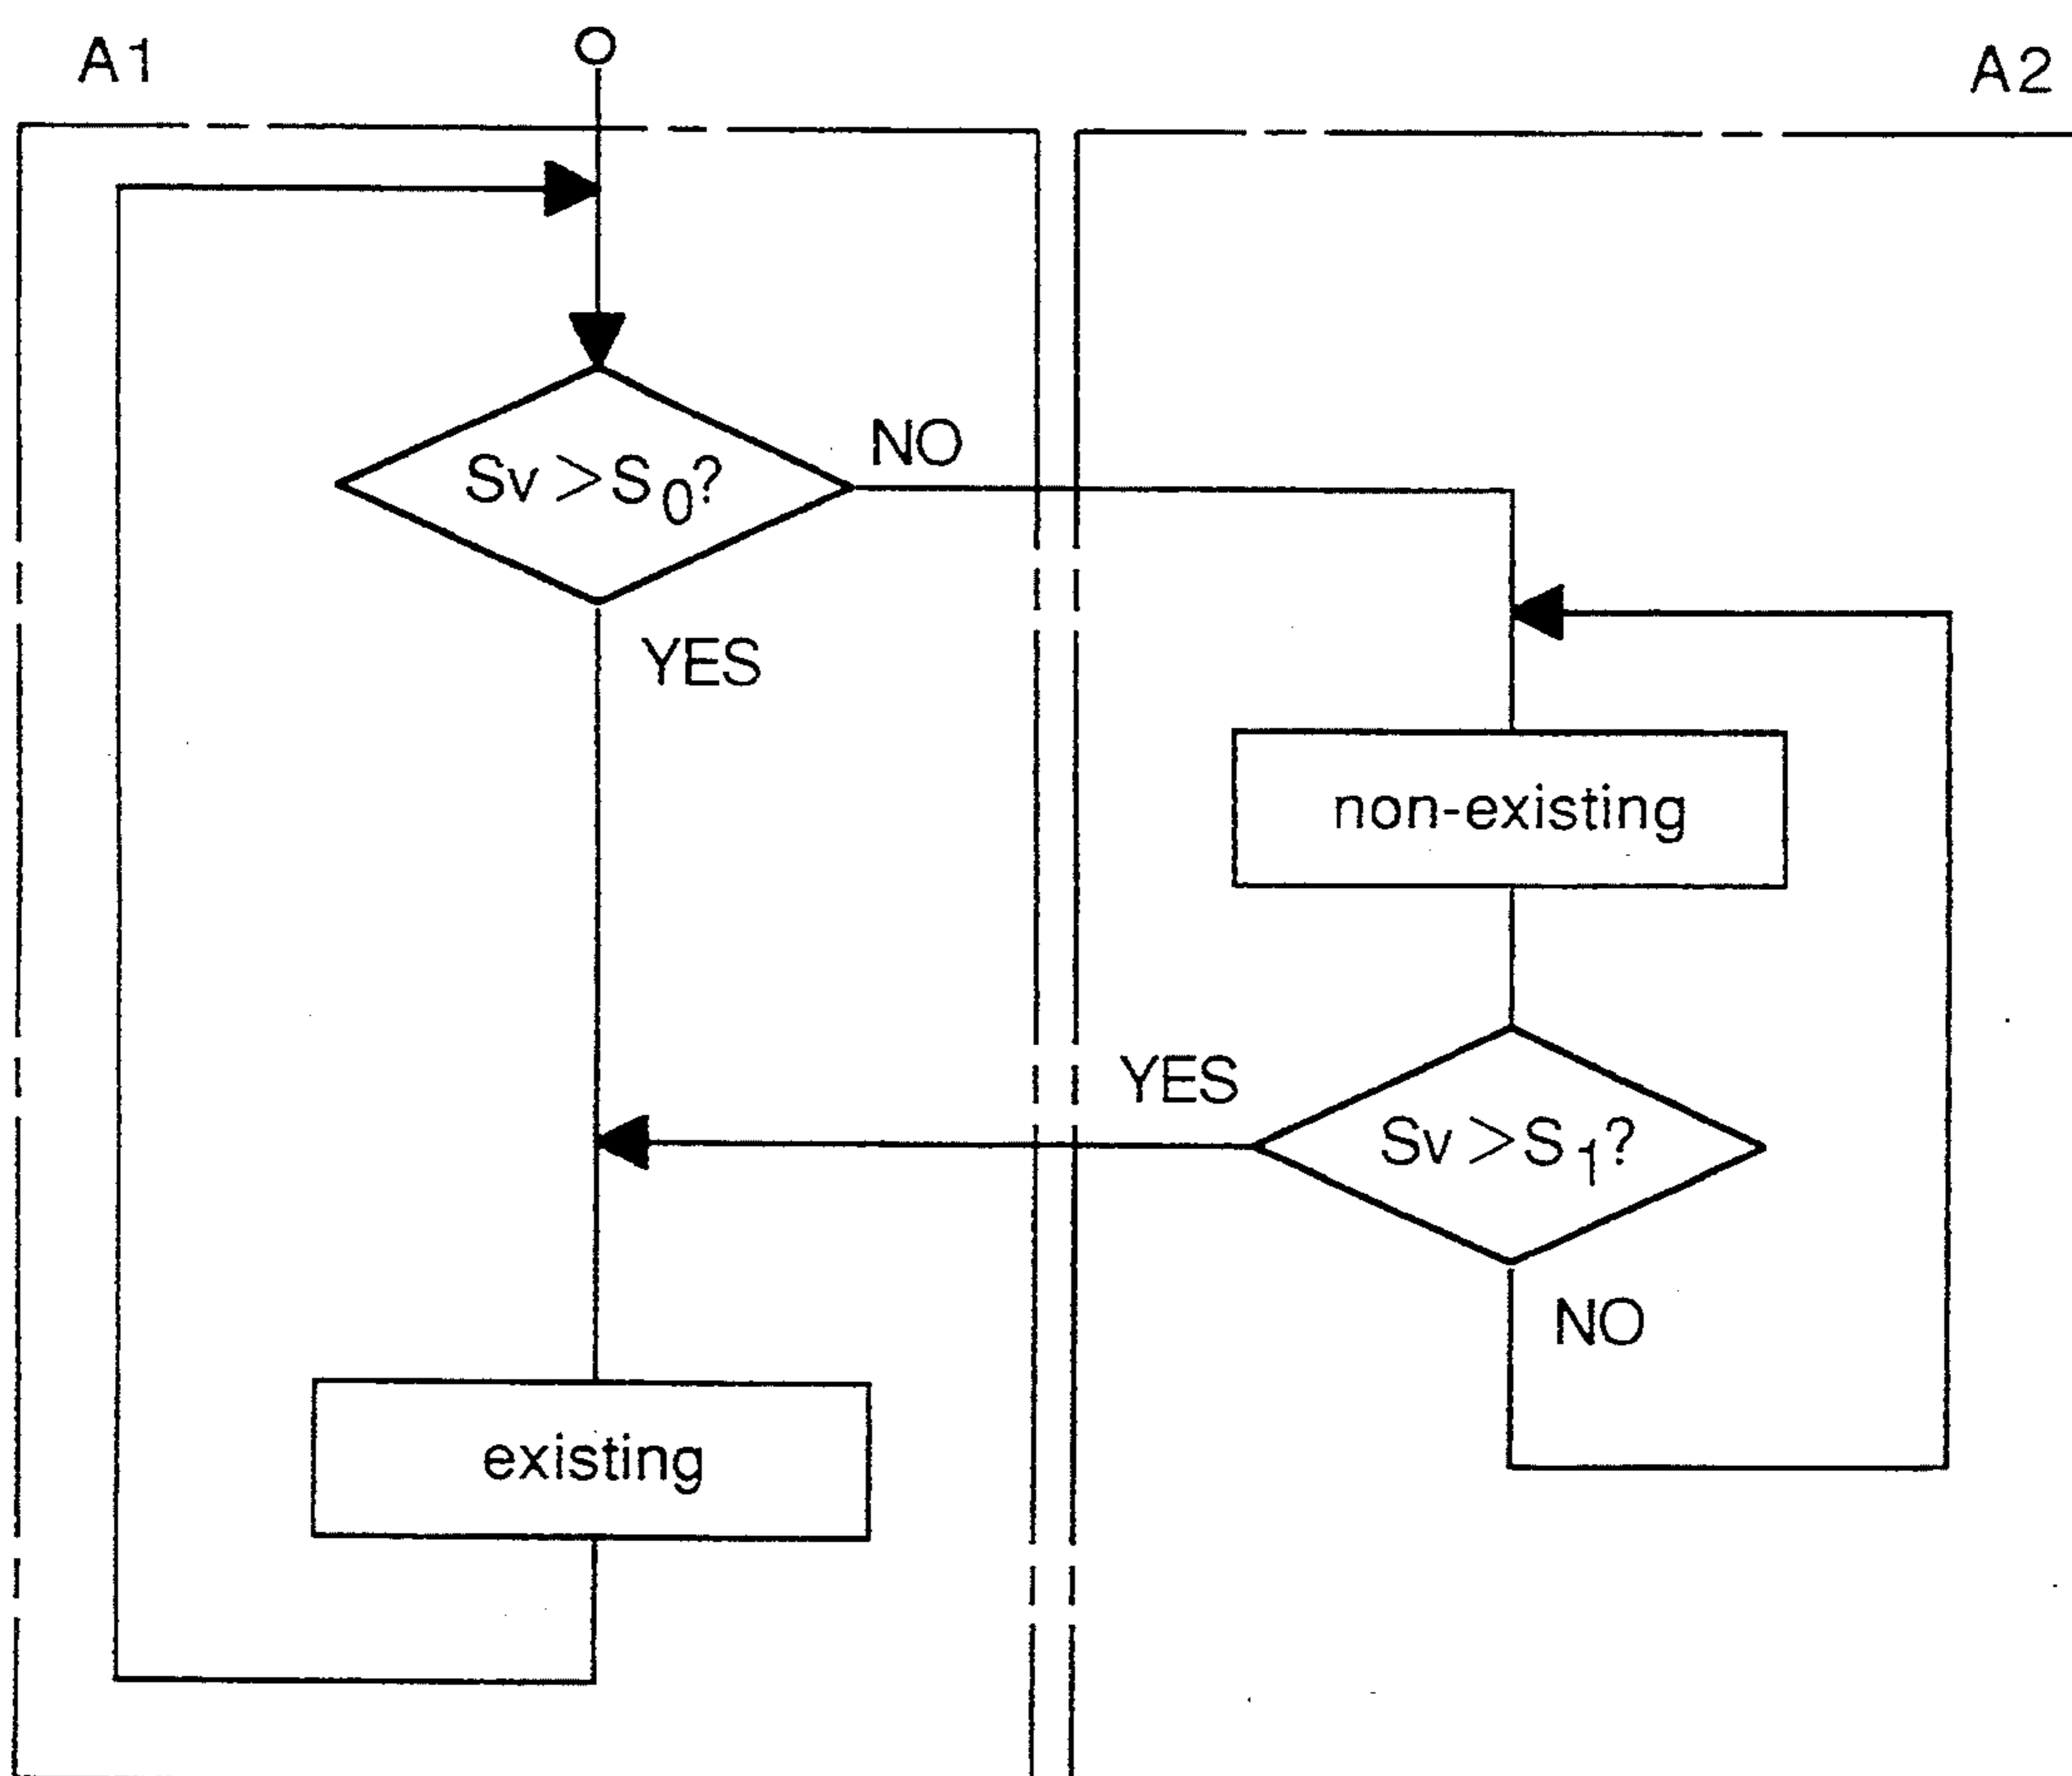 A1
A2
Sv>S0?
NO
YES
non-existing
YES
Sv>S1?
NO
existing